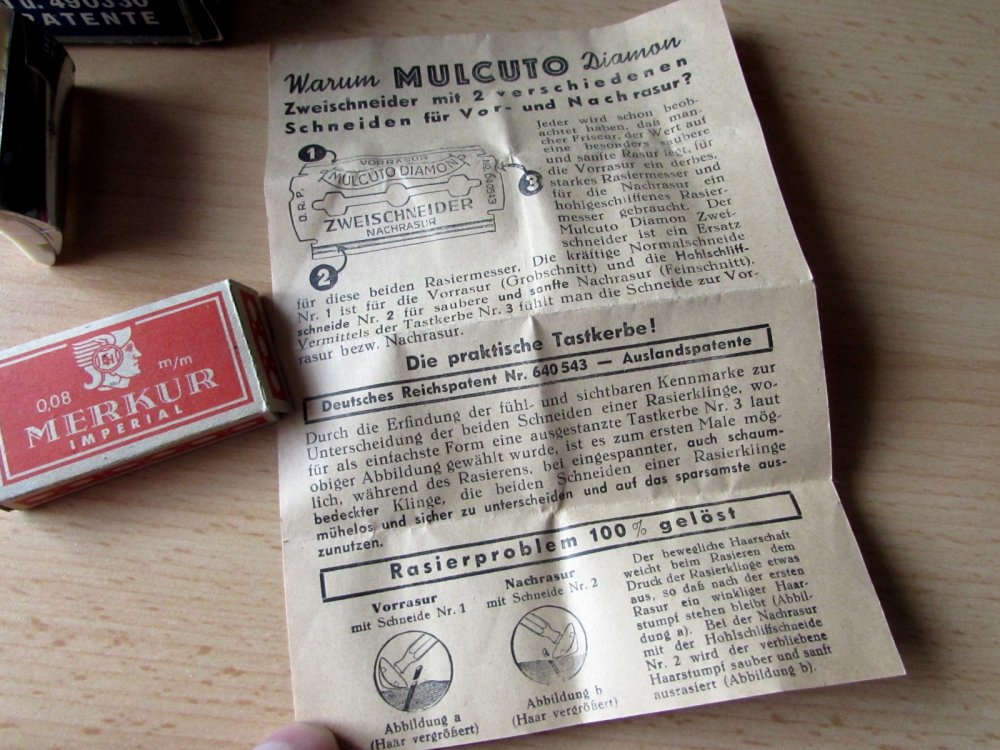 u. 490330
PATENTE
0,08 m/m
MERKUR
IMPERIAL
Warum MULCUTO Diamon
Zweischneider mit 2 verschiedenen
Schneiden für Vor- und Nachrasur?
1
VORRASUR
MULCUTO DIAMON
D.R.P.
NO. 640543
ZWEISCHNEIDER
NACHRASUR
2
3
Jeder wird schon beob-
achtet haben, daß man-
cher Friseur, der Wert auf
eine besonders saubere
und sanfte Rasur legt, für
die Vorrasur ein derbes,
starkes Rasiermesser und
für die Nachrasur ein
hohlgeschliffenes Rasier-
messer gebraucht. Der
Mulcuto Diamon Zwei-
schneider ist ein Ersatz
für diese beiden Rasiermesser. Die kräftige Normalschneide
Nr. 1 ist für die Vorrasur (Grobschnitt) und die Hohlschliff-
schneide Nr. 2 für saubere und sanfte Nachrasur (Feinschnitt).
Vermittels der Tastkerbe Nr. 3 fühlt man die Schneide zur Vor-
rasur bezw. Nachrasur.
Die praktische Tastkerbe!
Deutsches Reichspatent Nr. 640543 — Auslandspatente
Durch die Erfindung der fühl- und sichtbaren Kennmarke zur
Unterscheidung der beiden Schneiden einer Rasierklinge, wo-
für als einfachste Form eine ausgestanzte Tastkerbe Nr. 3 laut
obiger Abbildung gewählt wurde, ist es zum ersten Male mög-
lich, während des Rasierens, bei eingespannter, auch schaum-
bedeckter Klinge, die beiden Schneiden einer Rasierklinge
mühelos und sicher zu unterscheiden und auf das sparsamste aus-
zunutzen.
Rasierproblem 100% gelöst
Vorrasur
mit Schneide Nr. 1
Abbildung a
(Haar vergrößert)
Nachrasur
mit Schneide Nr. 2
Abbildung b
(Haar vergrößert)
Der bewegliche Haarschaft
weicht beim Rasieren dem
Druck der Rasierklinge etwas
aus, so daß nach der ersten
Rasur ein winkliger Haar-
stumpf stehen bleibt (Abbil-
dung a). Bei der Nachrasur
mit der Hohlschliffschneide
Nr. 2 wird der verbliebene
Haarstumpf sauber und sanft
ausrasiert (Abbildung b).